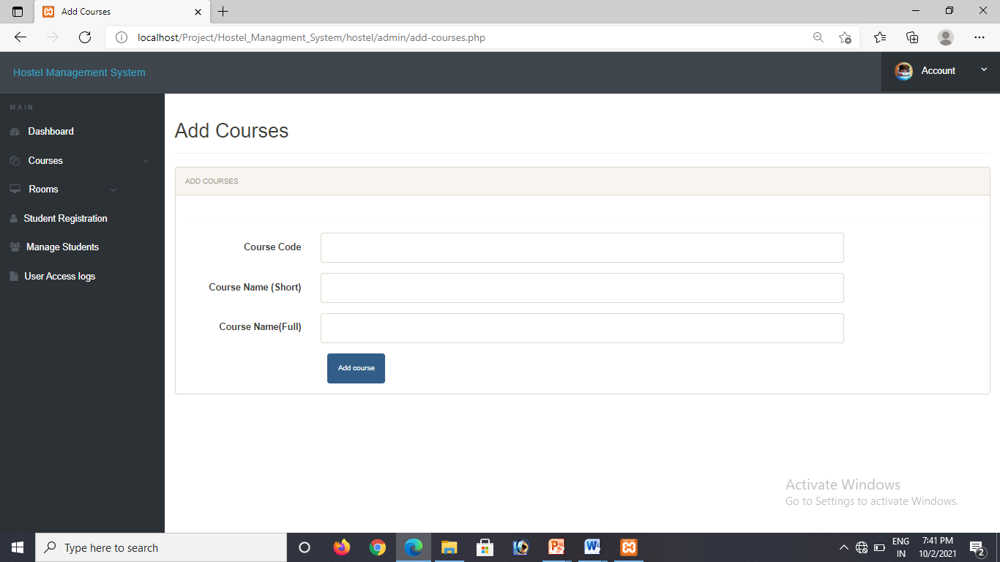 Add Courses
localhost/Project/Hostel_Managment_System/hostel/admin/add-courses.php
Hostel Management System
Account
MAIN
Dashboard
Courses
Rooms
Student Registration
Manage Students
User Access logs
Add Courses
ADD COURSES
Course Code
Course Name (Short)
Course Name(Full)
Add course
Activate Windows
Go to Settings to activate Windows.
Type here to search
ENG
IN
7:41 PM
10/2/2021
2